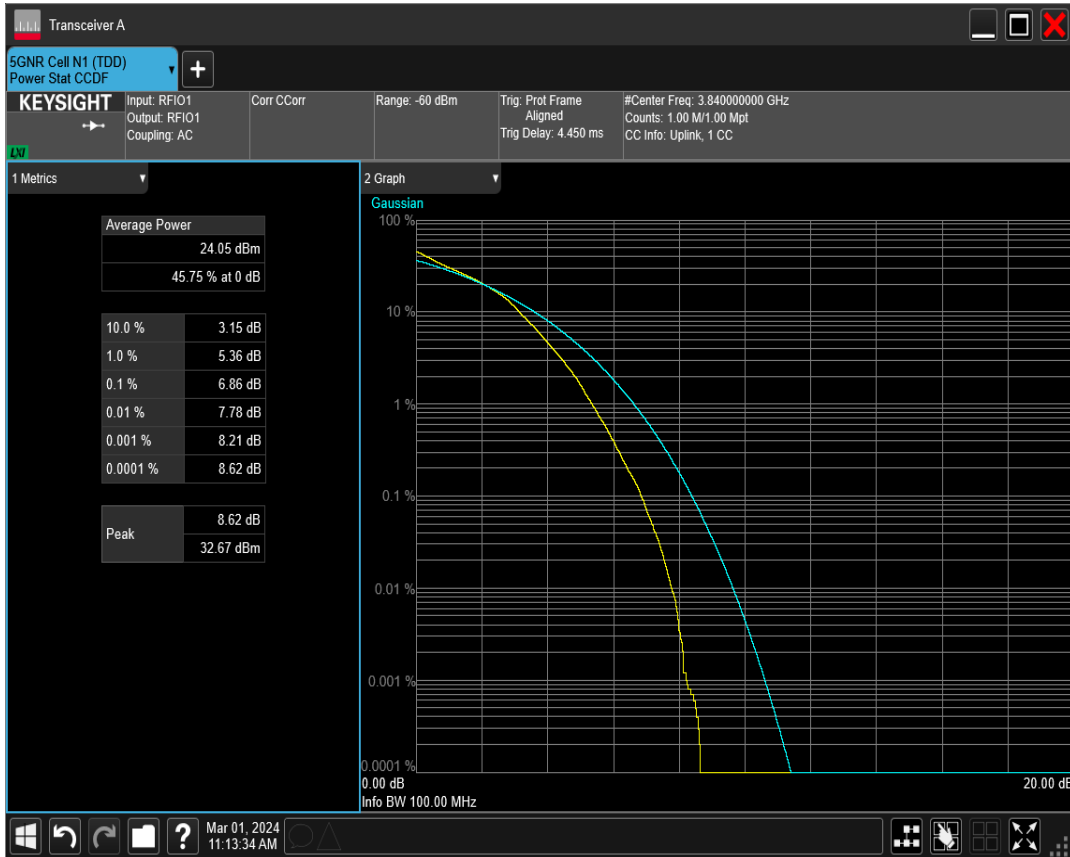 Transceiver A
5GNR Cell N1 (TDD)
Power Stat CCDF
+
KEYSIGHT
LXI
Input: RFIO1
Output: RFIO1
Coupling: AC
Corr CCorr
Range: -60 dBm
Trig: Prot Frame
Aligned
Trig Delay: 4.450 ms
#Center Freq: 3.840000000 GHz
Counts: 1.00 M/1.00 Mpt
CC Info: Uplink, 1 CC
1 Metrics
Average Power
24.05 dBm
45.75 % at 0 dB
10.0 % 3.15 dB
1.0 % 5.36 dB
0.1 % 6.86 dB
0.01 % 7.78 dB
0.001 % 8.21 dB
0.0001 % 8.62 dB
Peak
8.62 dB
32.67 dBm
2 Graph
Gaussian
100 %
10 %
1 %
0.1 %
0.01 %
0.001 %
0.0001 %
0.00 dB 20.00 dB
Info BW 100.00 MHz
?
Mar 01, 2024
11:13:34 AM